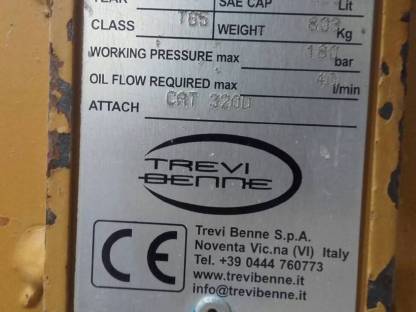 YEAR SAE CAP Lit
CLASS WEIGHT Kg
WORKING PRESSURE max 180 bar
OIL FLOW REQUIRED max l/min
ATTACH CAT 320D
TREVI
BENNE
CE
Trevi Benne S.p.A.
Noventa Vic.na (VI) Italy
Tel. +39 0444 760773
www.trevibenne.it
info@trevibenne.it